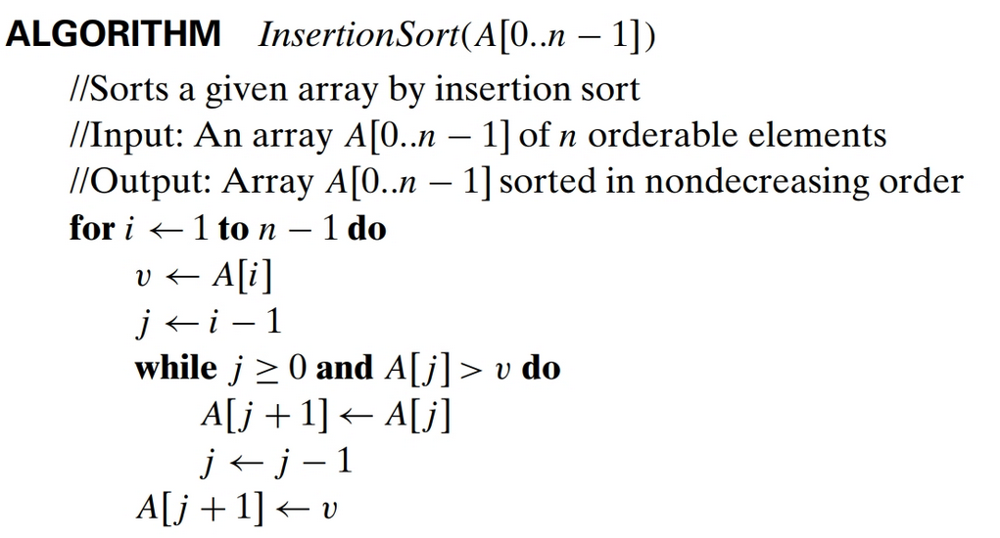 ALGORITHM InsertionSort(A[0..n − 1])
//Sorts a given array by insertion sort
//Input: An array A[0..n − 1] of n orderable elements
//Output: Array A[0..n − 1] sorted in nondecreasing order
for i ← 1 to n − 1 do
v ← A[i]
j ← i − 1
while j ≥ 0 and A[j] > v do
A[j + 1] ← A[j]
j ← j − 1
A[j + 1] ← v